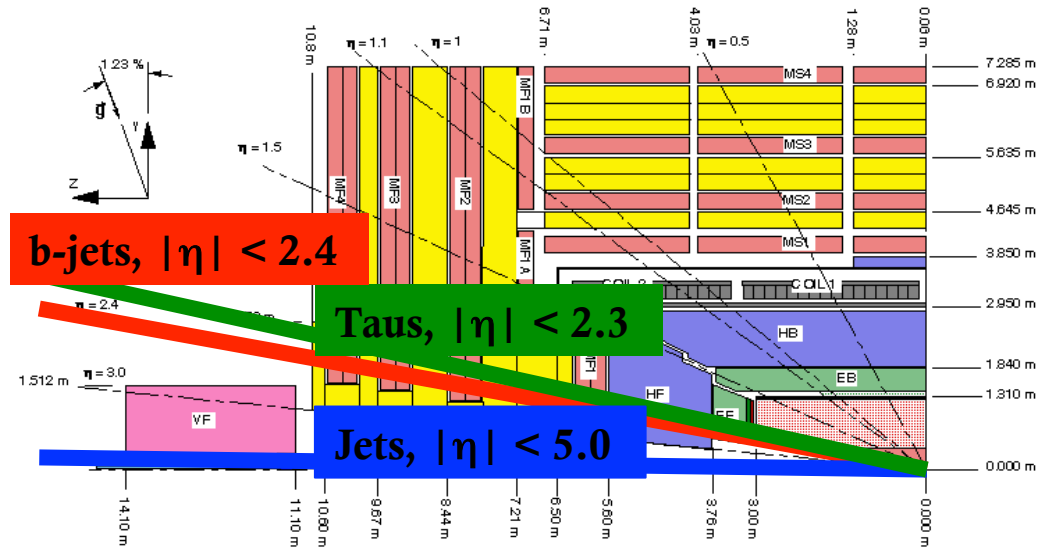 6.71 m
4.03 m
1.28 m
10.8 m
η = 1.1
η = 1
η = 0.5
1.23 %
g
Y
Z
η = 1.5
MF4
MF3
MF2
MF1 B
MS4
7.285 m
6.920 m
MS3
5.635 m
MS2
4.645 m
MF1 A
MS1
3.850 m
b-jets, |η| < 2.4
COIL 1
2.950 m
η = 2.4
Taus, |η| < 2.3
HB
EB
1.840 m
1.310 m
η = 3.0
1.512 m
VF
MF1
HF
Jets, |η| < 5.0
0.000 m
14.10 m
11.10 m
10.60 m
9.67 m
8.44 m
7.21 m
6.50 m
5.60 m
3.76 m
3.00 m
0.000 m